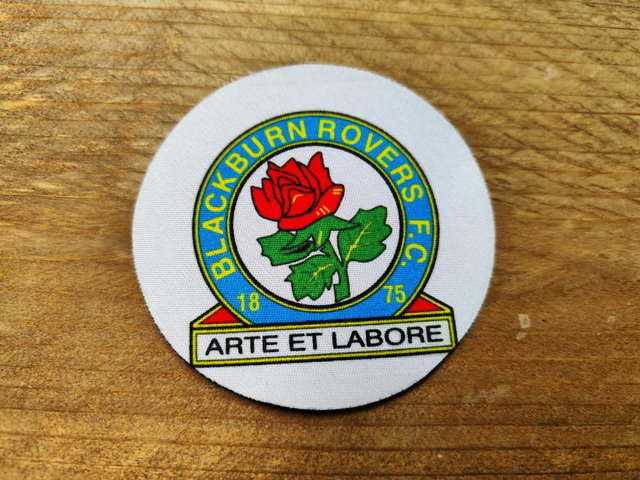 BLACKBURN ROVERS F.C.
18 75
ARTE ET LABORE